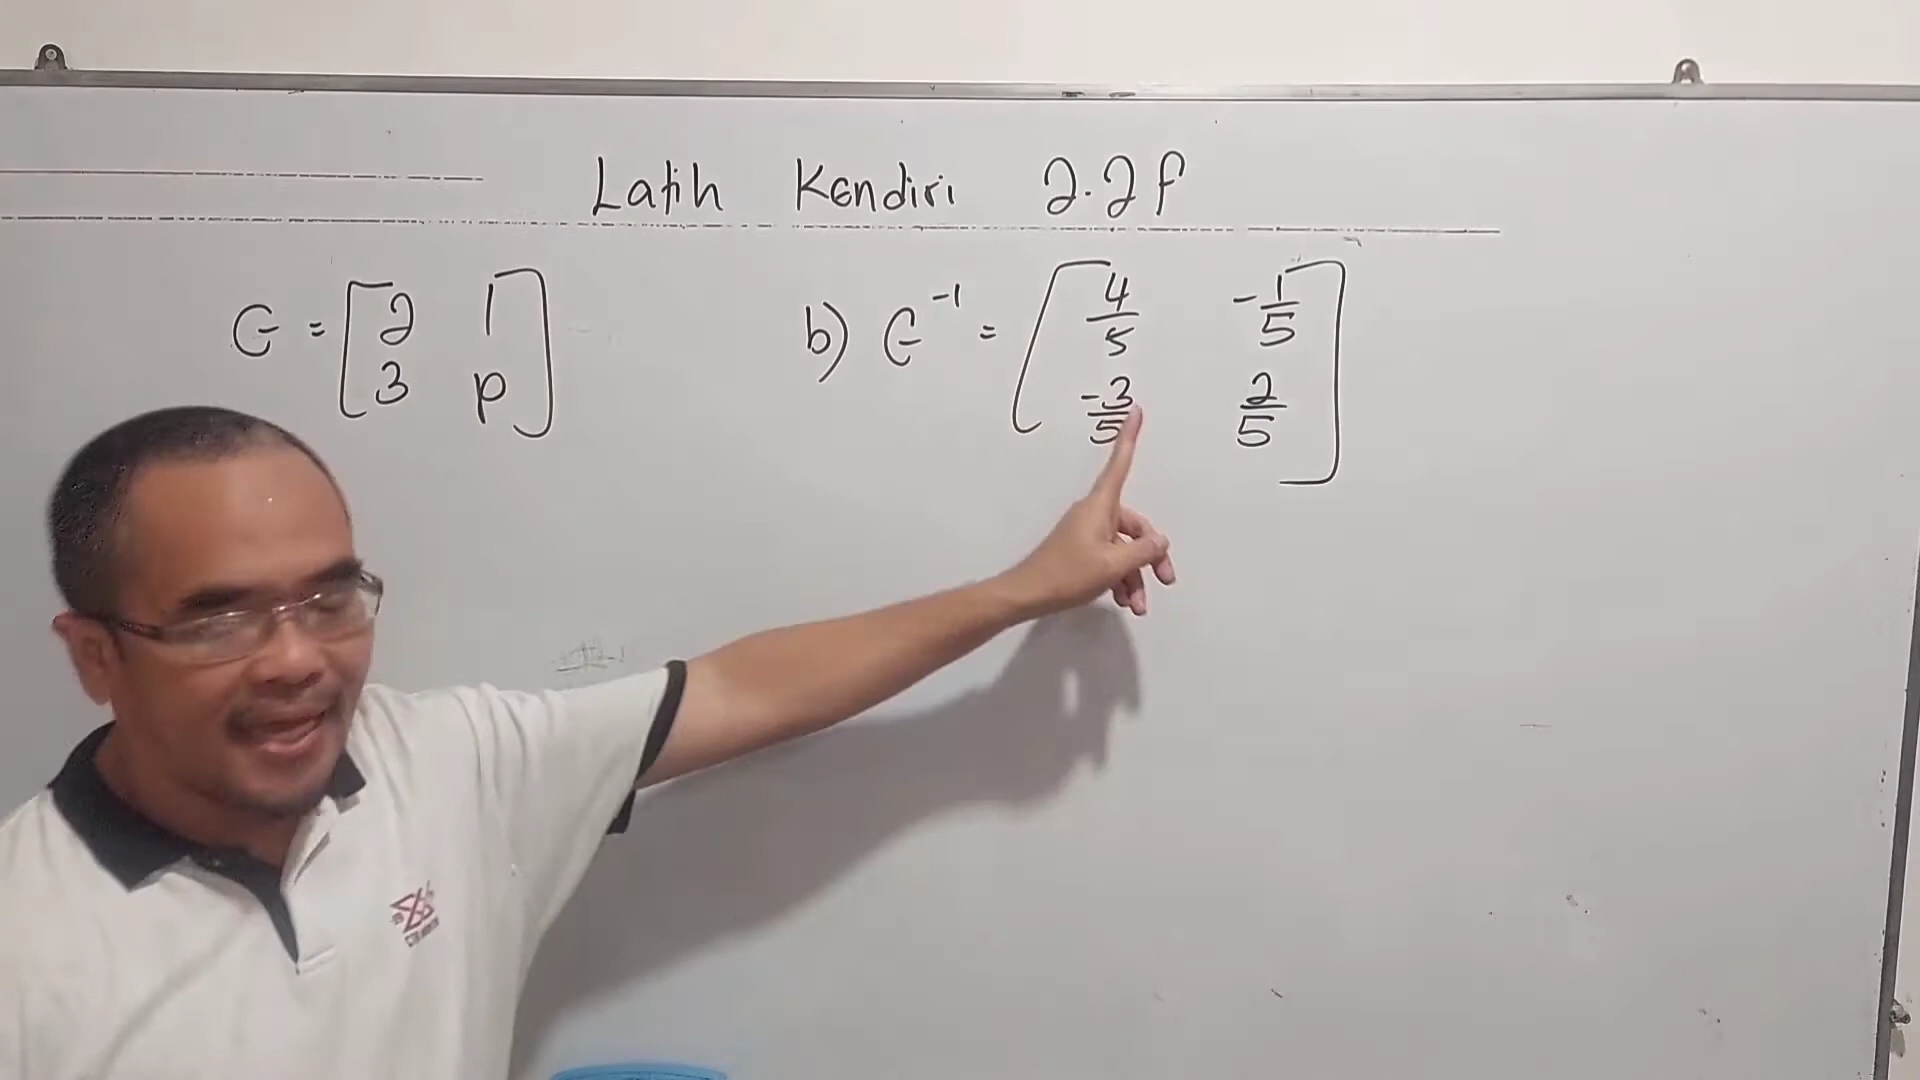 Latih Kendiri 2.2f
G = [2 1
3 p]
b) G⁻¹ = [4/5 -1/5
-3/5 2/5]